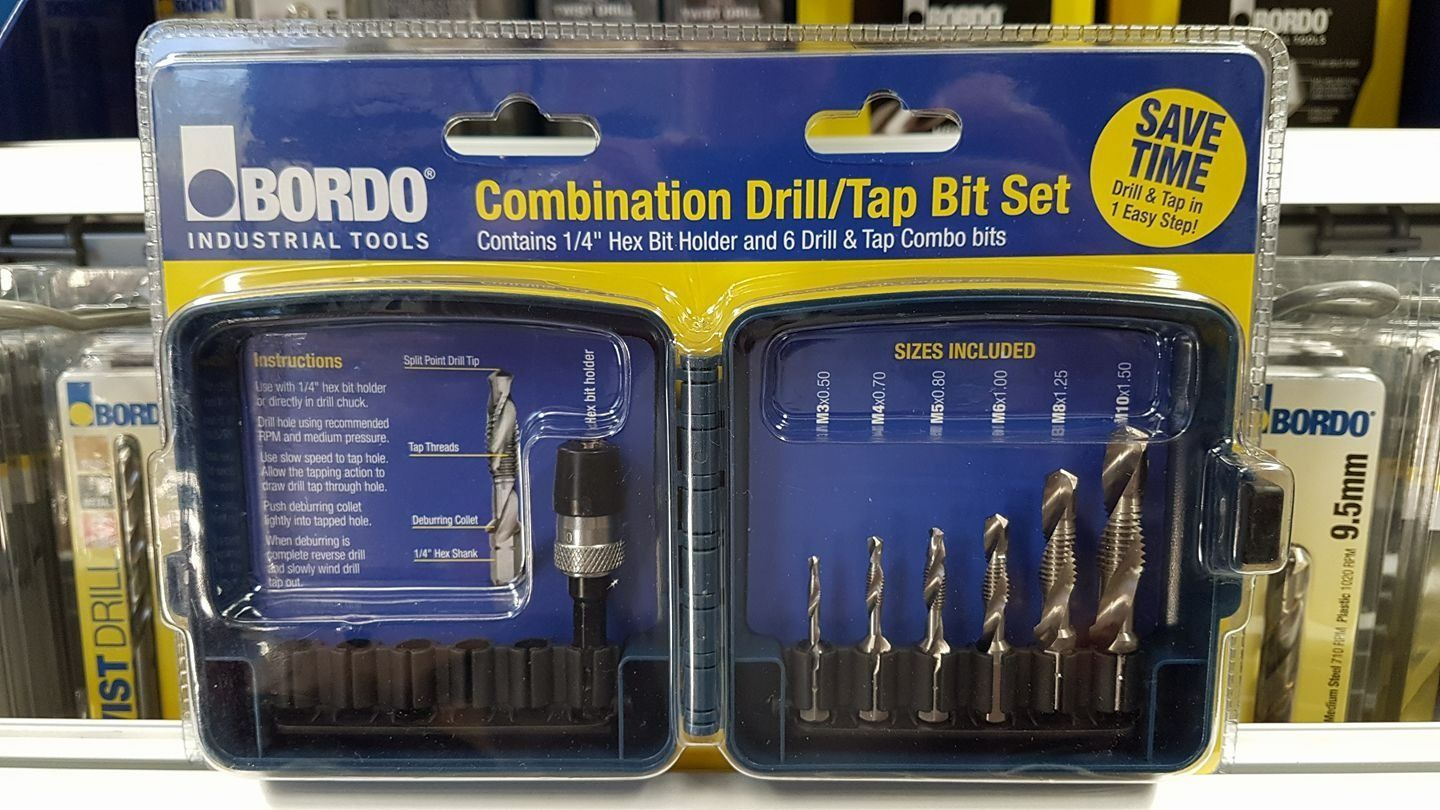 BORDO
BORDO
TOOLS
BORDO®
INDUSTRIAL TOOLS
Combination Drill/Tap Bit Set
Contains 1/4" Hex Bit Holder and 6 Drill & Tap Combo bits
SAVE
TIME
Drill & Tap in
1 Easy Step!
Instructions
Use with 1/4" hex bit holder
or directly in drill chuck.
Drill hole using recommended
RPM and medium pressure.
Use slow speed to tap hole.
Allow the tapping action to
draw drill tap through hole.
Push deburring collet
lightly into tapped hole.
When deburring is
complete reverse drill
and slowly wind drill
tap out.
Split Point Drill Tip
Tap Threads
Deburring Collet
1/4" Hex Shank
Hex bit holder
SIZES INCLUDED
M3x0.50
M4x0.70
M5x0.80
M6x1.00
M8x1.25
M10x1.50
BORD
IST DRILL
BORDO®
9.5mm
Medium Steel 710 RPM Plastic 1020 RPM